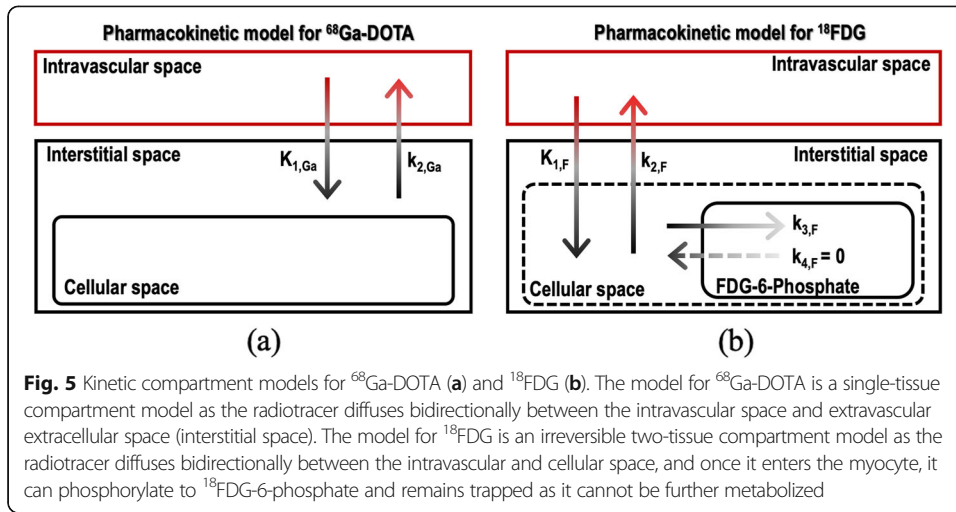 Pharmacokinetic model for ⁶⁸Ga-DOTA
Intravascular space
K₁,Ga
k₂,Ga
Interstitial space
Cellular space
(a)
Pharmacokinetic model for ¹⁸FDG
Intravascular space
K₁,F
k₂,F
Interstitial space
k₃,F
k₄,F = 0
Cellular space
FDG-6-Phosphate
(b)
Fig. 5 Kinetic compartment models for ⁶⁸Ga-DOTA (a) and ¹⁸FDG (b). The model for ⁶⁸Ga-DOTA is a single-tissue
compartment model as the radiotracer diffuses bidirectionally between the intravascular space and extravascular
extracellular space (interstitial space). The model for ¹⁸FDG is an irreversible two-tissue compartment model as the
radiotracer diffuses bidirectionally between the intravascular and cellular space, and once it enters the myocyte, it
can phosphorylate to ¹⁸FDG-6-phosphate and remains trapped as it cannot be further metabolized